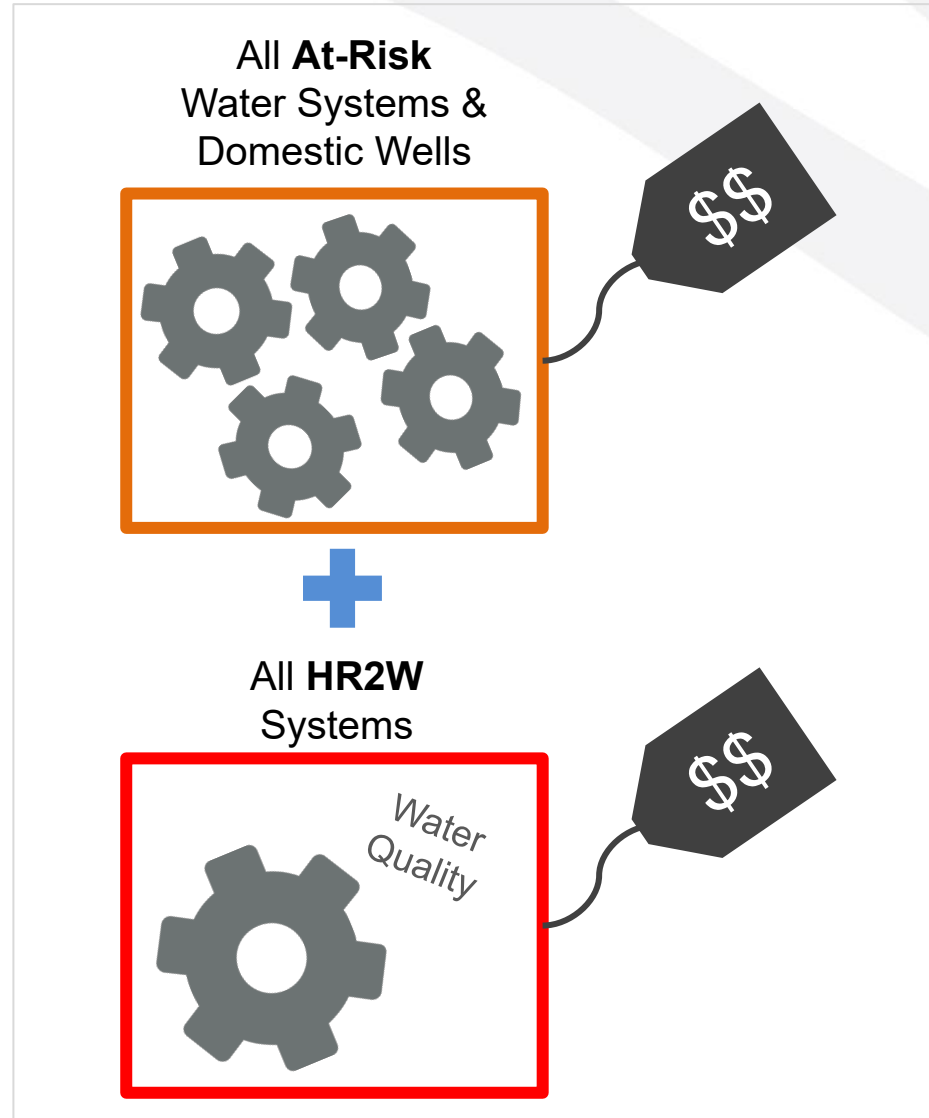 All At-Risk
Water Systems &
Domestic Wells
$$
All HR2W
Systems
$$
Water
Quality